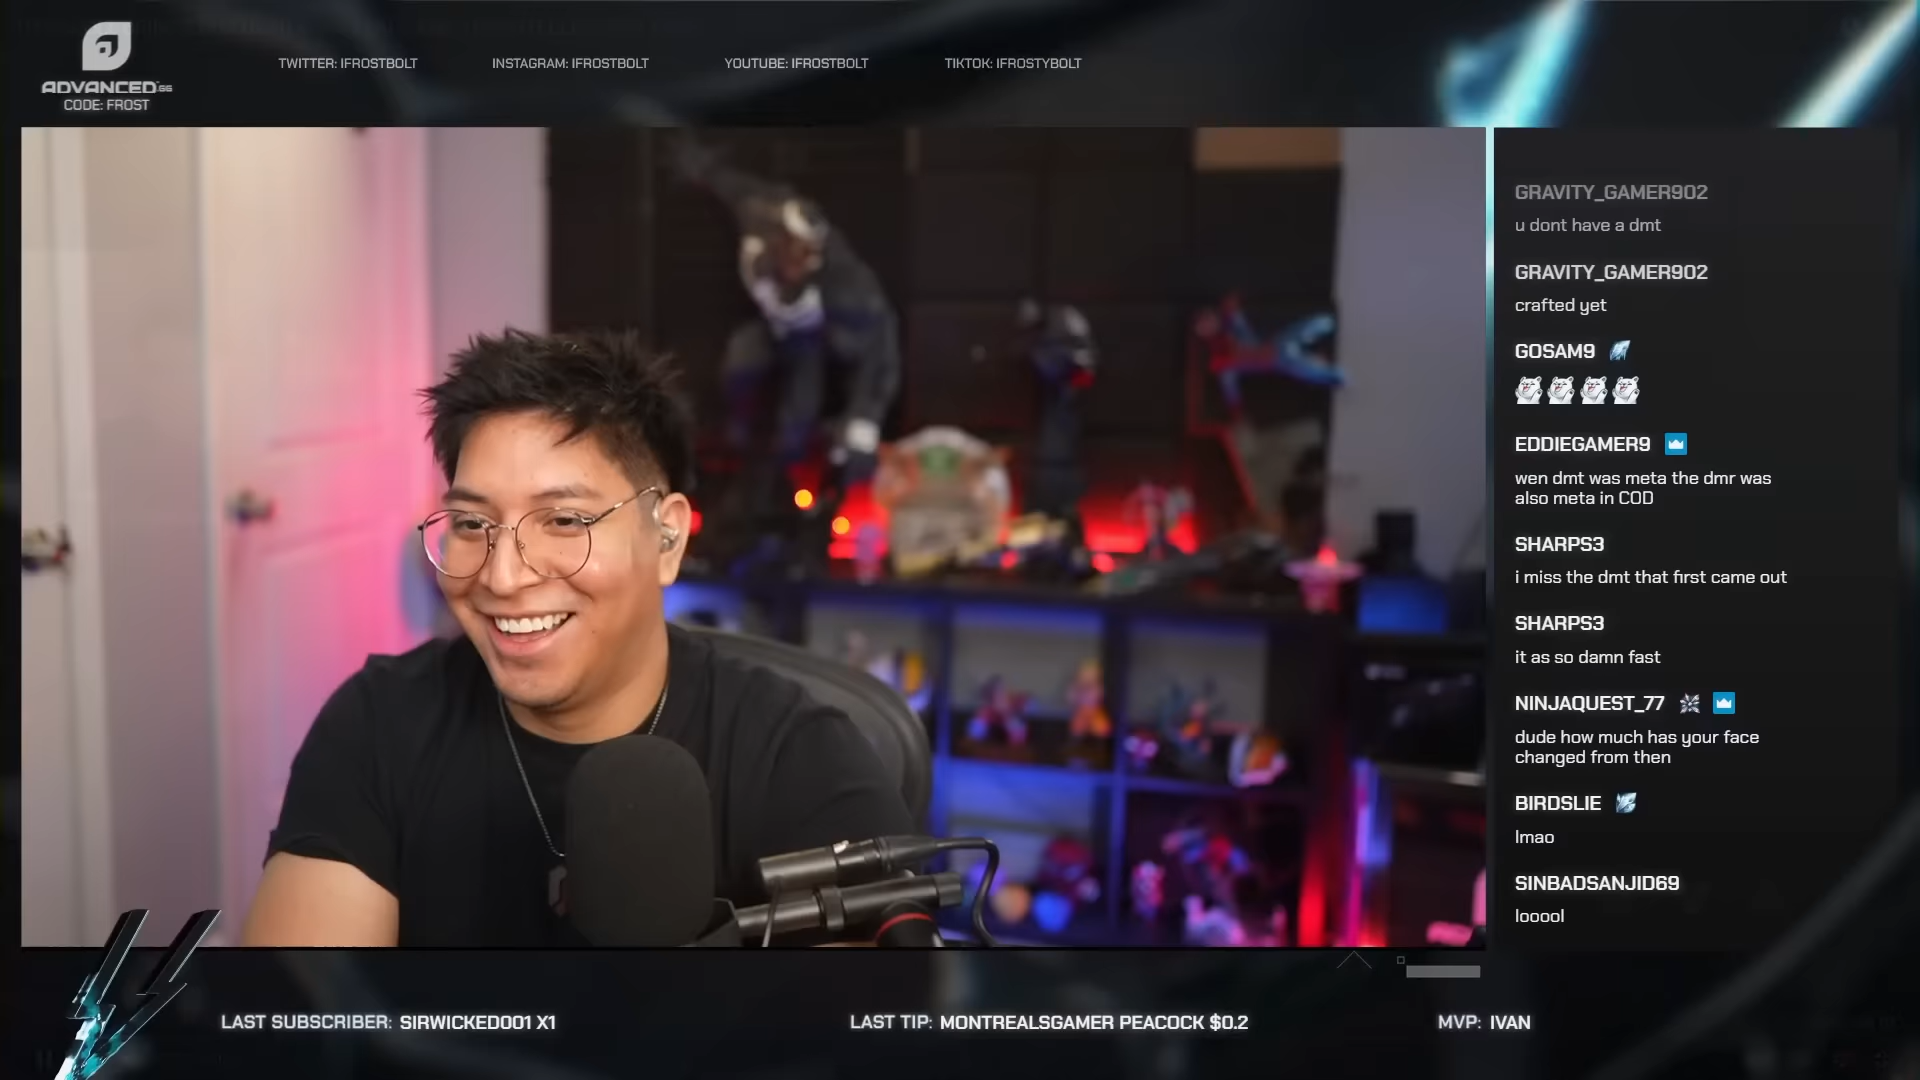 ADVANCED.GG
CODE: FROST
TWITTER: IFROSTBOLT
INSTAGRAM: IFROSTBOLT
YOUTUBE: IFROSTBOLT
TIKTOK: IFROSTYBOLT
GRAVITY_GAMER902
u dont have a dmt
GRAVITY_GAMER902
crafted yet
GOSAM9
EDDIEGAMER9
wen dmt was meta the dmr was
also meta in COD
SHARPS3
i miss the dmt that first came out
SHARPS3
it as so damn fast
NINJAQUEST_77
dude how much has your face
changed from then
BIRDSLIE
lmao
SINBADSANJID69
looool
LAST SUBSCRIBER: SIRWICKED001 X1
LAST TIP: MONTREALSGAMER PEACOCK $0.2
MVP: IVAN